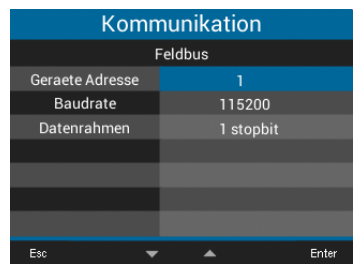 Kommunikation
Feldbus
Geraete Adresse 1
Baudrate 115200
Datenrahmen 1 stopbit
Esc Enter